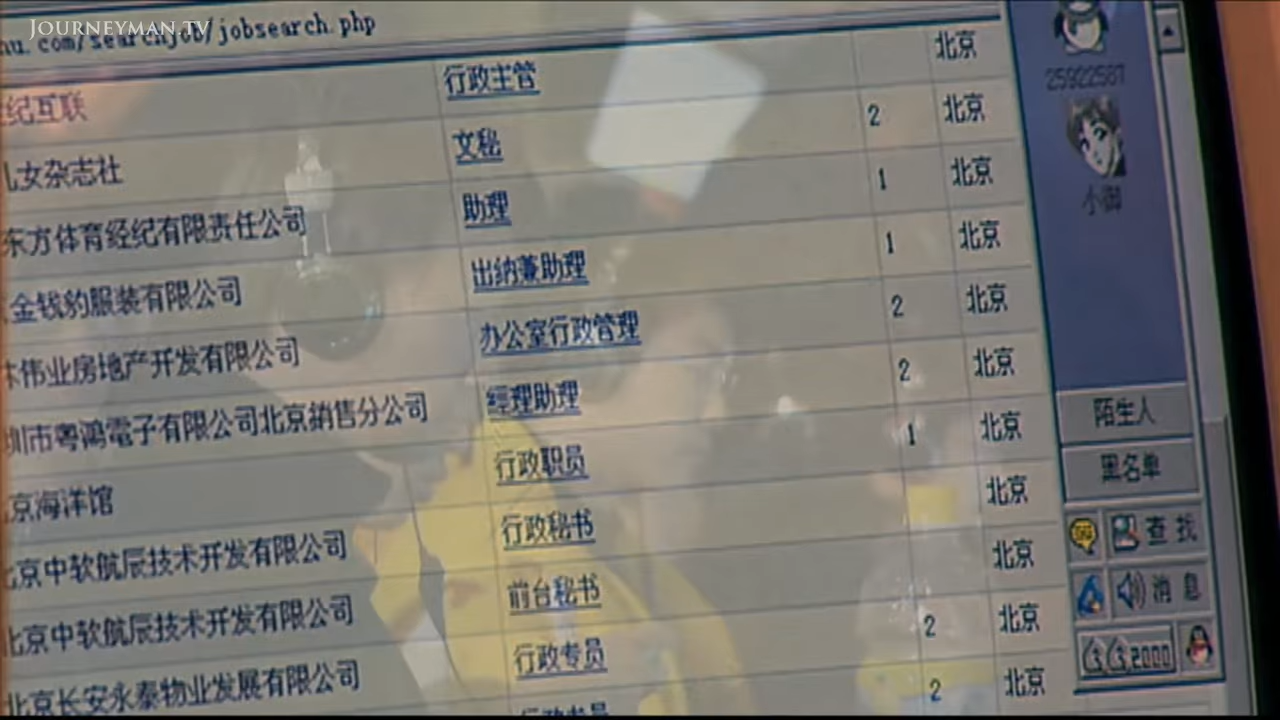 JOURNEYMAN.TV
hu.com/searchjob/jobsearch.php
纪互联 行政主管 北京
儿女杂志社 文秘 2 北京
东方体育经纪有限责任公司 助理 1 北京
金钱豹服装有限公司 出纳兼助理 1 北京
伟业房地产开发有限公司 办公室行政管理 2 北京
圳市粤鸿電子有限公司北京銷售分公司 經理助理 2 北京
京海洋馆 行政职员 1 北京
北京中软航辰技术开发有限公司 行政秘书 北京
北京中软航辰技术开发有限公司 前台秘书 北京
北京长安永泰物业发展有限公司 行政专员 2 北京
行政专员 2 北京
25922587
小御
陌生人
黑名单
查找
消息
2000